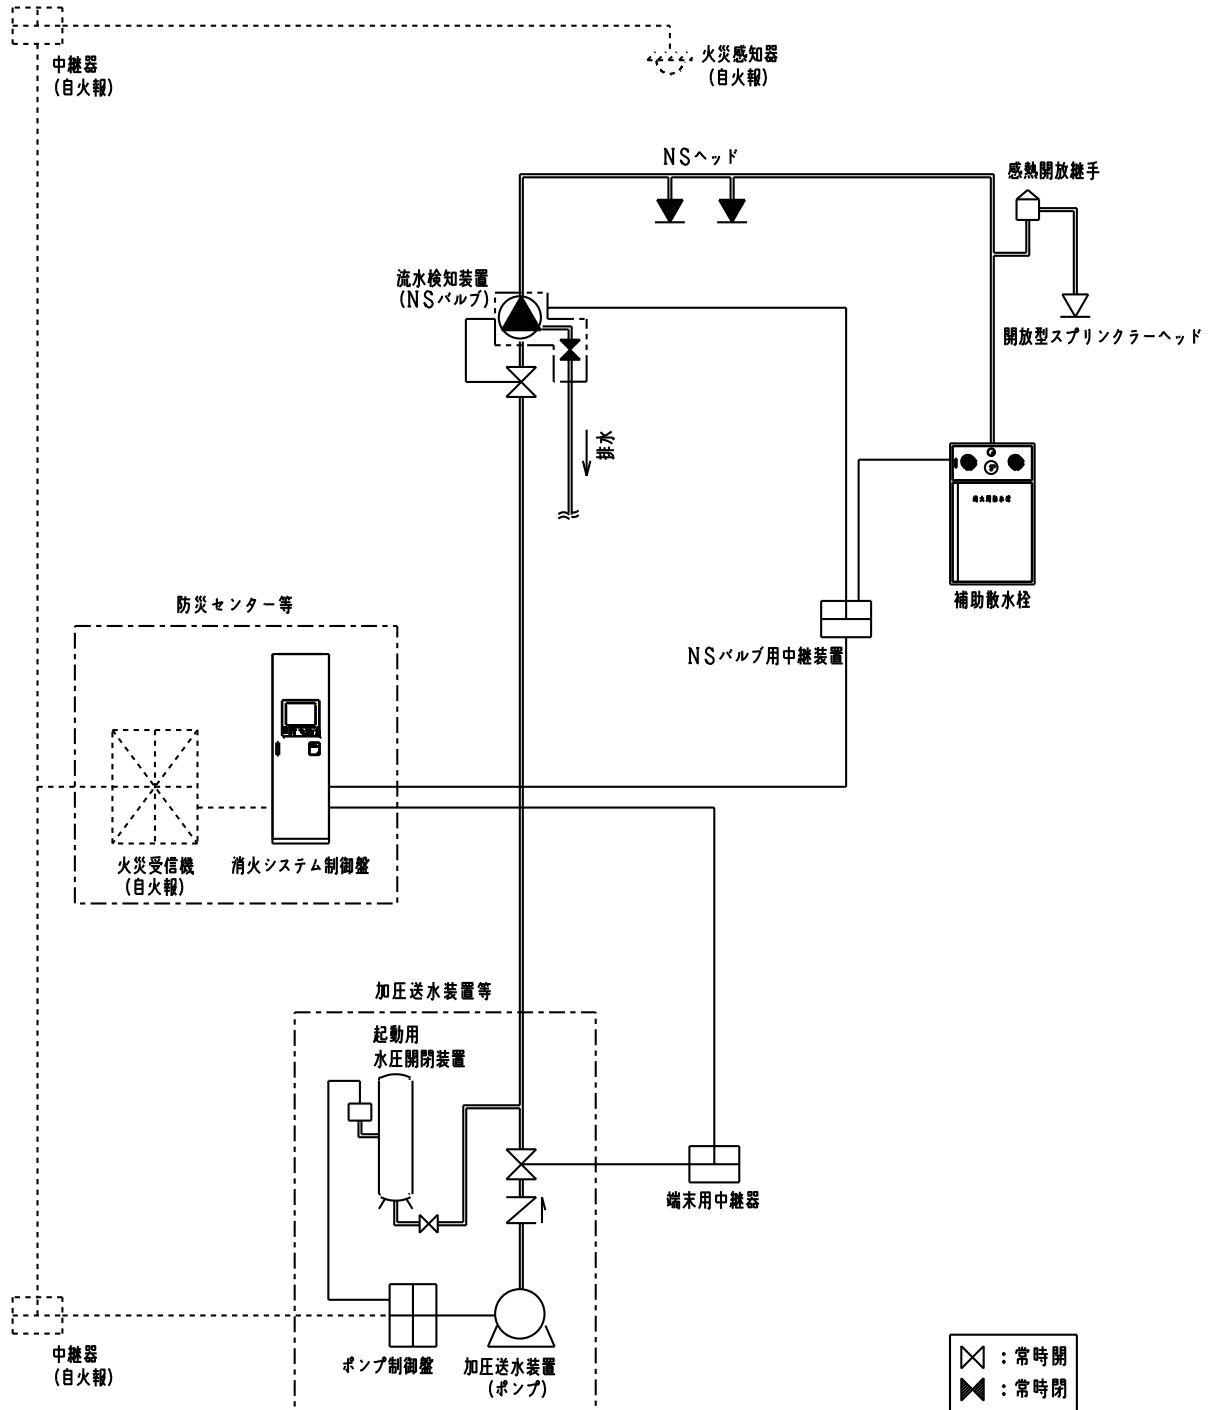 中継器
(自火報)
火災感知器
(自火報)
NSヘッド
感熱開放継手
流水検知装置
(NSバルブ)
開放型スプリンクラーヘッド
排水
補助散水栓
防災センター等
NSバルブ用中継装置
火災受信機
(自火報)
消火システム制御盤
加圧送水装置等
起動用
水圧開閉装置
端末用中継器
中継器
(自火報)
ポンプ制御盤
加圧送水装置
(ポンプ)
：常時開
：常時閉